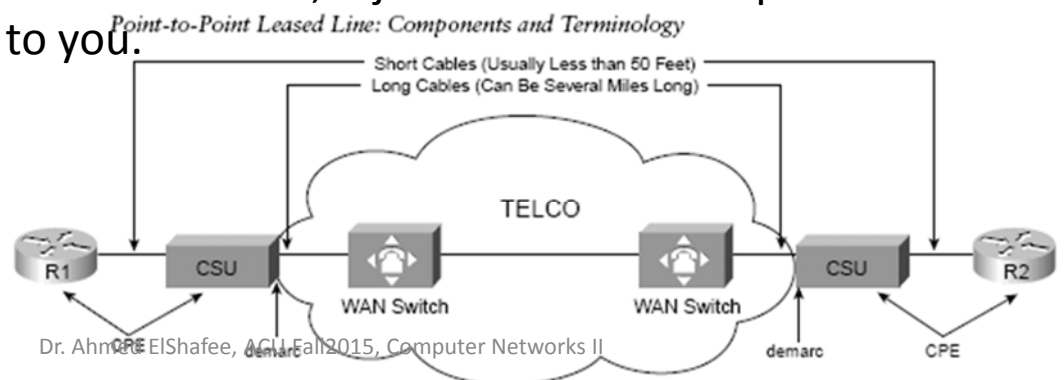 Point-to-Point Leased Line: Components and Terminology
to you.
Short Cables (Usually Less than 50 Feet)
Long Cables (Can Be Several Miles Long)
TELCO
R1
CSU
WAN Switch
WAN Switch
CSU
R2
CPE
demarc
demarc
CPE
Dr. Ahmed ElShafee, ACU Fall2015, Computer Networks II